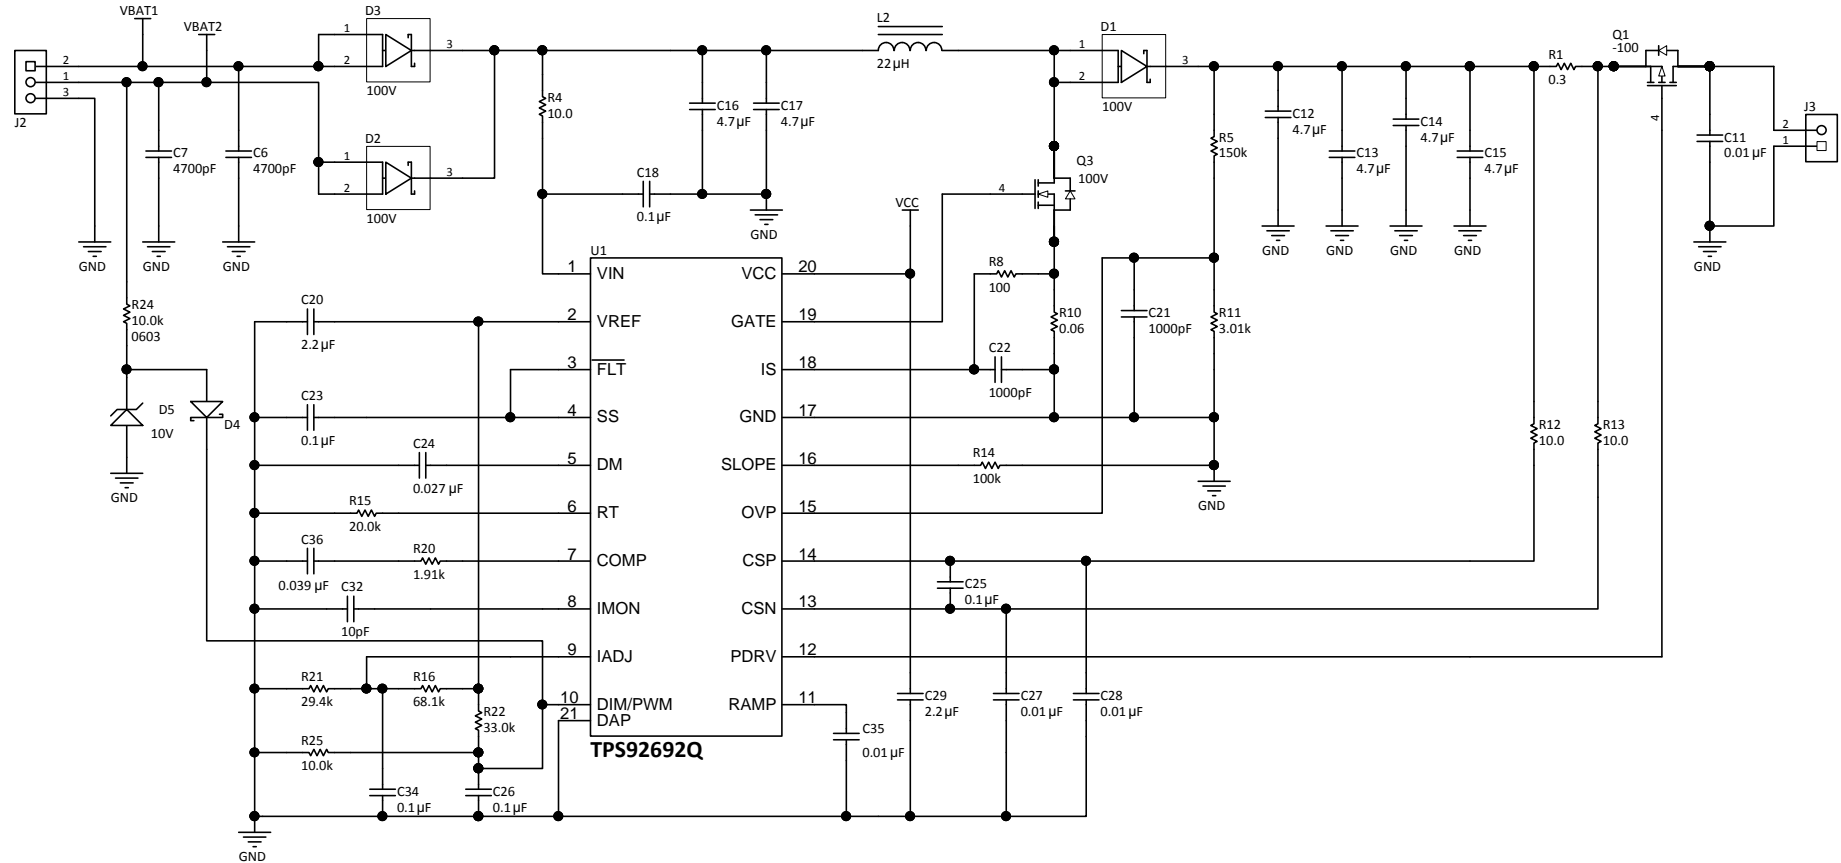 VBAT1
VBAT2
J2
2
1
3
GND
C7
4700pF
GND
C6
4700pF
GND
D3
1
2
3
100V
D2
1
2
3
100V
R4
10.0
C18
0.1µF
C16
4.7µF
C17
4.7µF
GND
L2
22µH
D1
1
2
3
100V
Q3
100V
4
R5
150k
C12
4.7µF
GND
C13
4.7µF
GND
C14
4.7µF
GND
C15
4.7µF
GND
R1
0.3
Q1
-100
4
C11
0.01µF
GND
J3
2
1
R24
10.0k
0603
D5
10V
GND
D4
C20
2.2µF
C23
0.1µF
C24
0.027 µF
R15
20.0k
C36
0.039 µF
R20
1.91k
C32
10pF
R21
29.4k
R16
68.1k
R22
33.0k
R25
10.0k
C34
0.1µF
C26
0.1µF
GND
U1
1 VIN
2 VREF
3 FLT
4 SS
5 DM
6 RT
7 COMP
8 IMON
9 IADJ
10 DIM/PWM
21 DAP
VCC 20
GATE 19
IS 18
GND 17
SLOPE 16
OVP 15
CSP 14
CSN 13
PDRV 12
RAMP 11
TPS92692Q
VCC
R8
100
R10
0.06
C22
1000pF
C21
1000pF
R11
3.01k
R14
100k
GND
R12
10.0
R13
10.0
C25
0.1µF
C35
0.01µF
C29
2.2µF
C27
0.01µF
C28
0.01µF